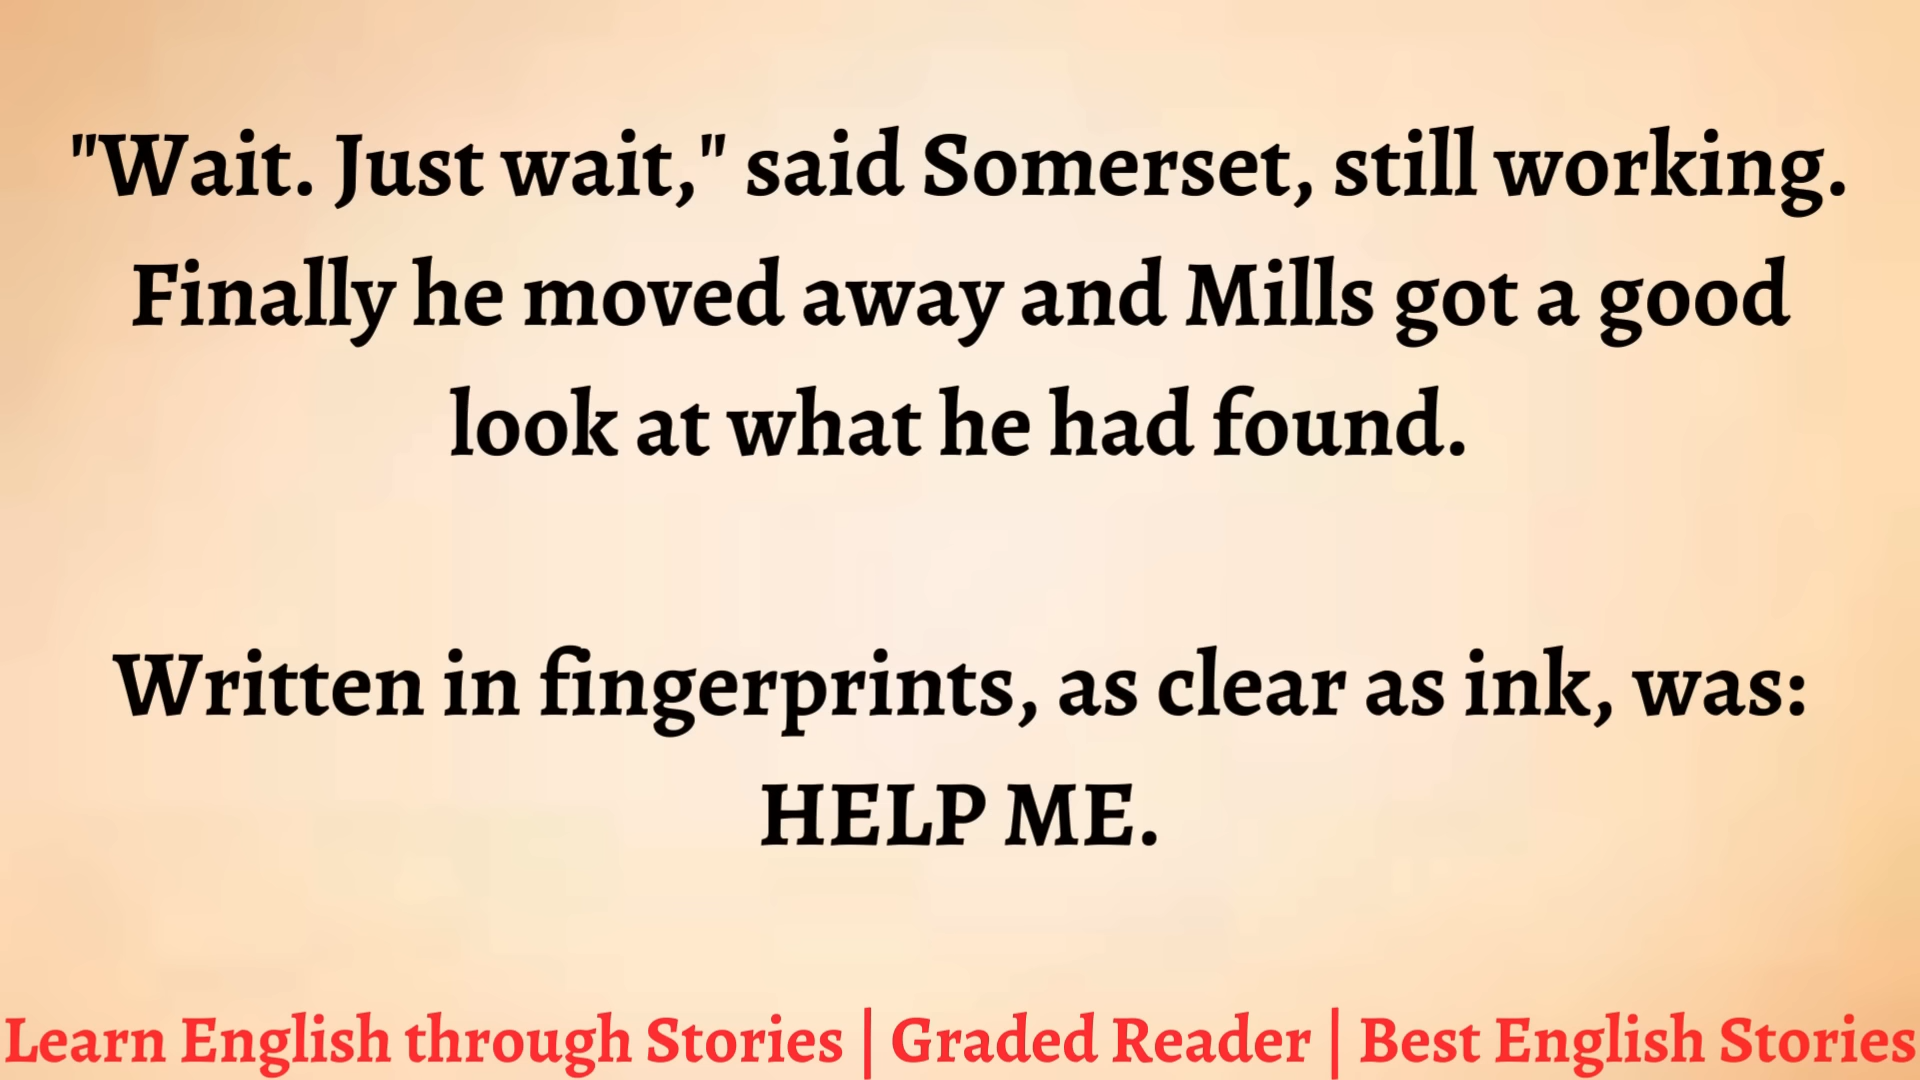 "Wait. Just wait," said Somerset, still working.
Finally he moved away and Mills got a good
look at what he had found.
Written in fingerprints, as clear as ink, was:
HELP ME.
Learn English through Stories | Graded Reader | Best English Stories